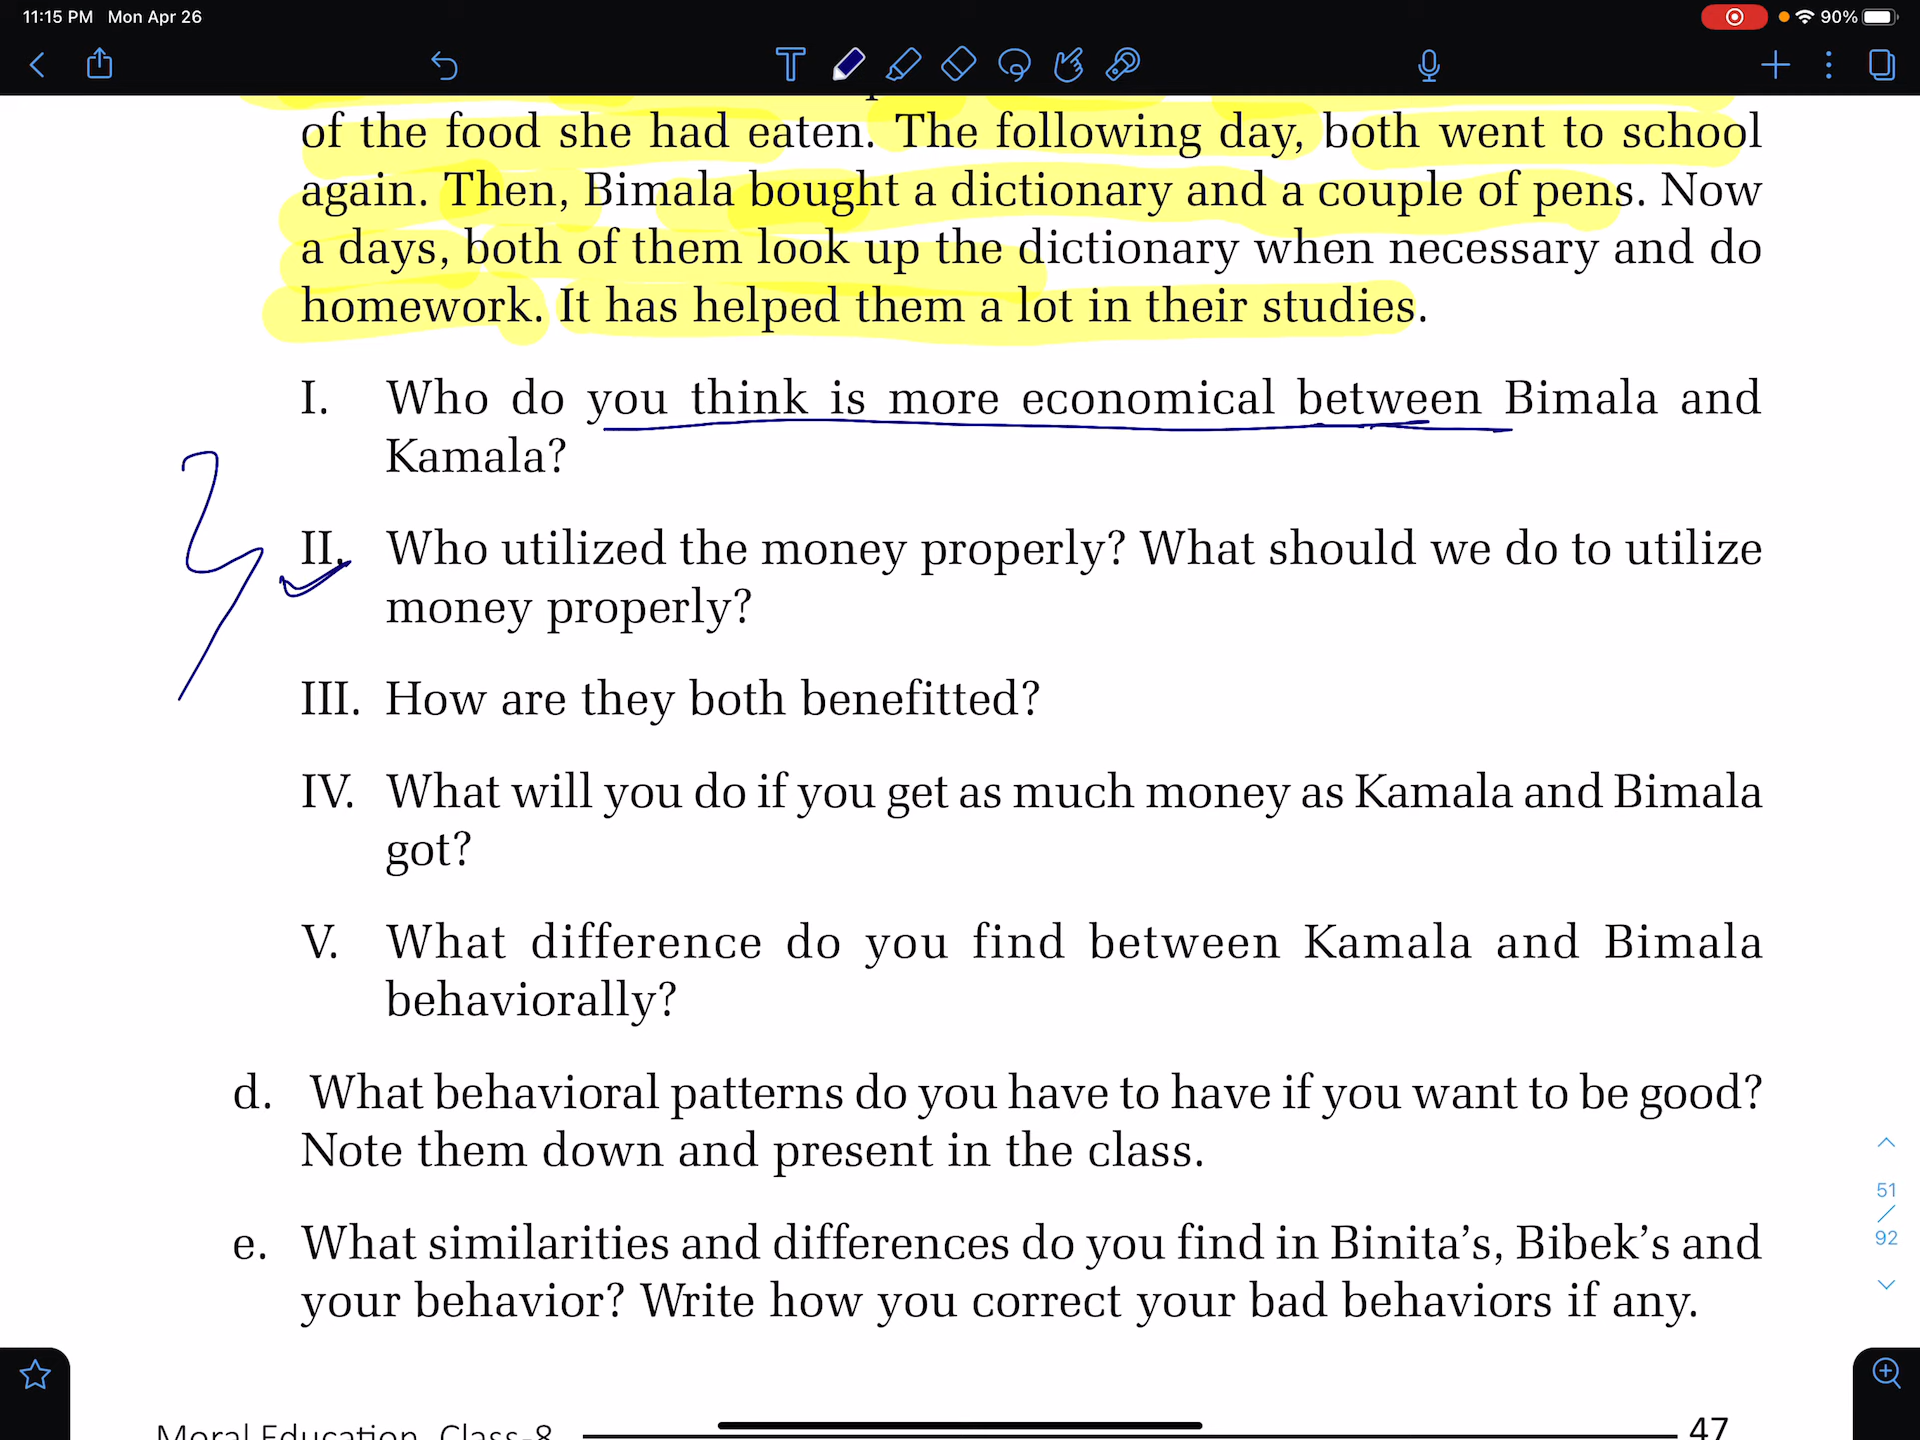 11:15 PM Mon Apr 26
90%
of the food she had eaten. The following day, both went to school
again. Then, Bimala bought a dictionary and a couple of pens. Now
a days, both of them look up the dictionary when necessary and do
homework. It has helped them a lot in their studies.
I. Who do you think is more economical between Bimala and
Kamala?
II. Who utilized the money properly? What should we do to utilize
money properly?
III. How are they both benefitted?
IV. What will you do if you get as much money as Kamala and Bimala
got?
V. What difference do you find between Kamala and Bimala
behaviorally?
d. What behavioral patterns do you have to have if you want to be good?
Note them down and present in the class.
e. What similarities and differences do you find in Binita's, Bibek's and
your behavior? Write how you correct your bad behaviors if any.
51
/
92
Moral Education, Class-8
47